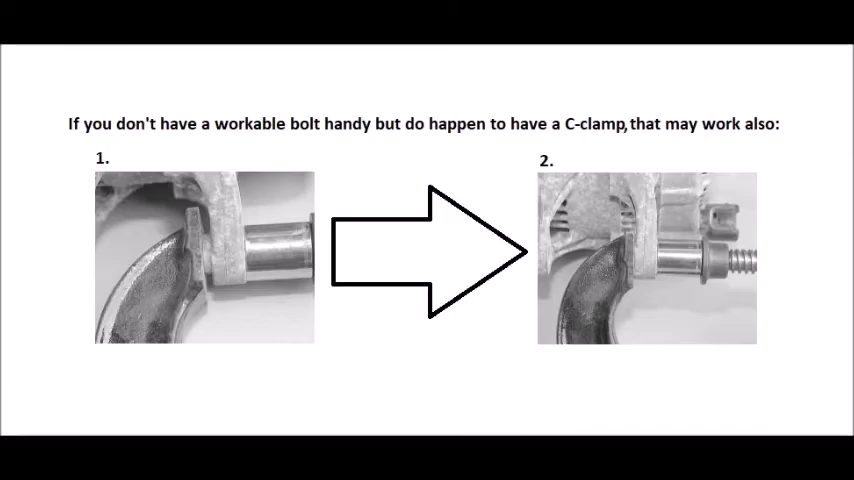 If you don't have a workable bolt handy but do happen to have a C-clamp,that may work also:
1.
2.